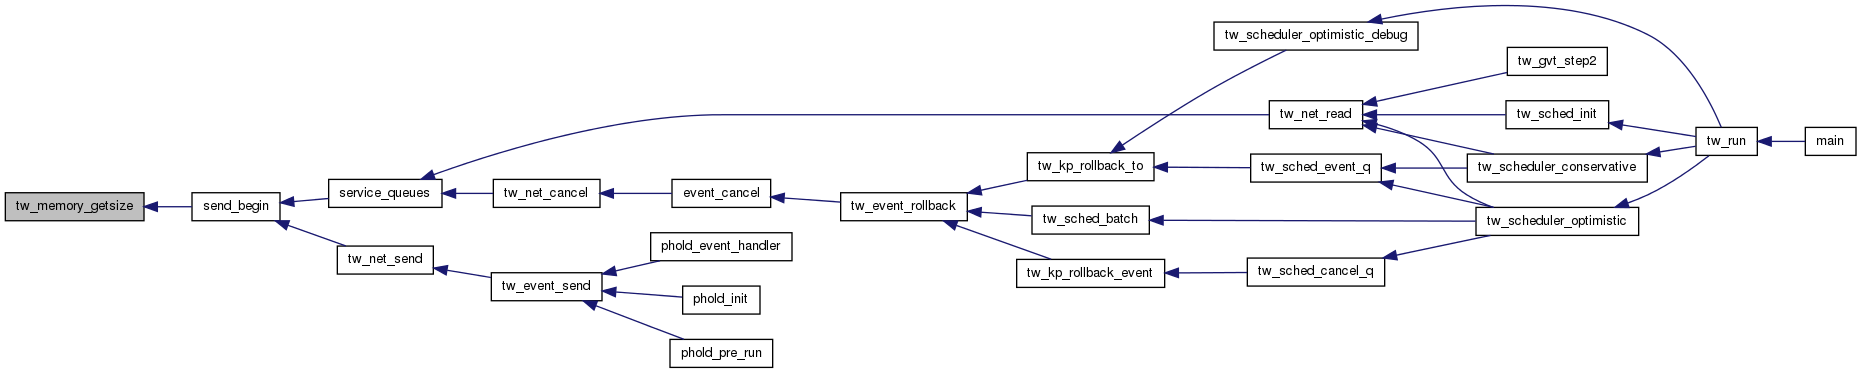 tw_memory_getsize
send_begin
service_queues
tw_net_send
tw_net_cancel
tw_event_send
event_cancel
phold_event_handler
phold_init
phold_pre_run
tw_event_rollback
tw_kp_rollback_to
tw_sched_batch
tw_kp_rollback_event
tw_scheduler_optimistic_debug
tw_net_read
tw_sched_event_q
tw_sched_cancel_q
tw_gvt_step2
tw_sched_init
tw_scheduler_conservative
tw_scheduler_optimistic
tw_run
main